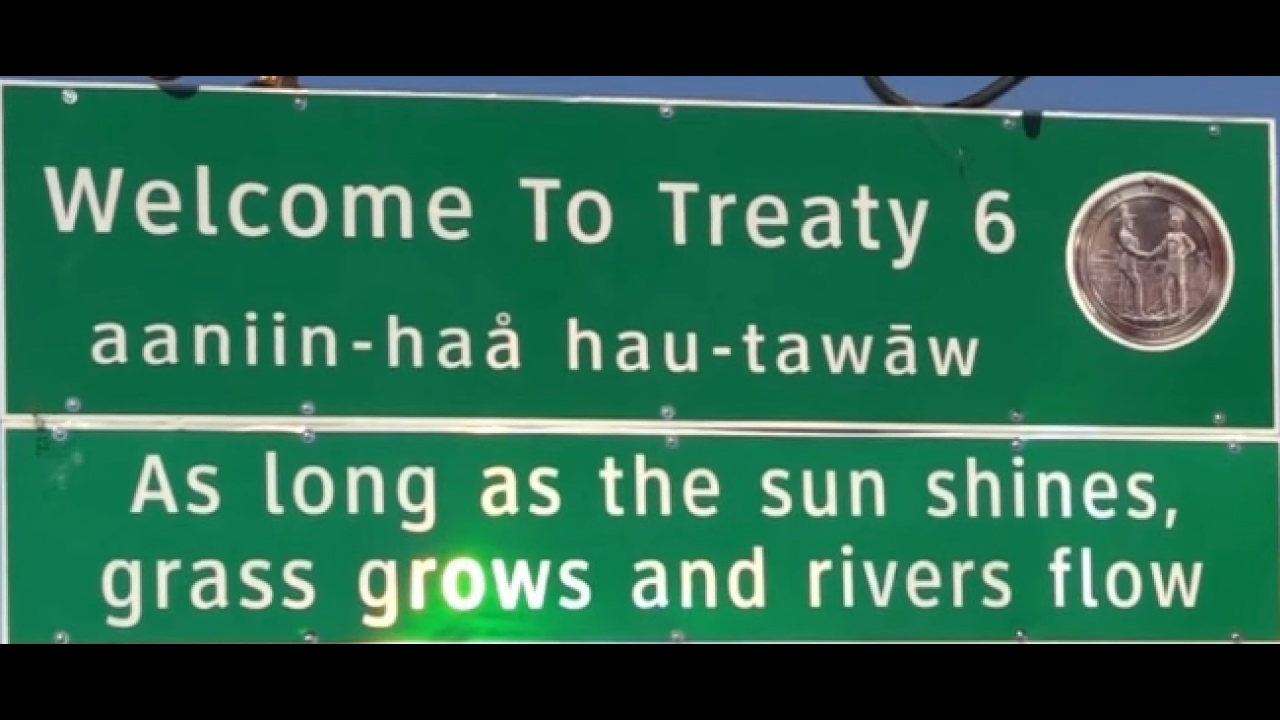 Welcome To Treaty 6
aaniin-haå hau-tawāw
As long as the sun shines,
grass grows and rivers flow